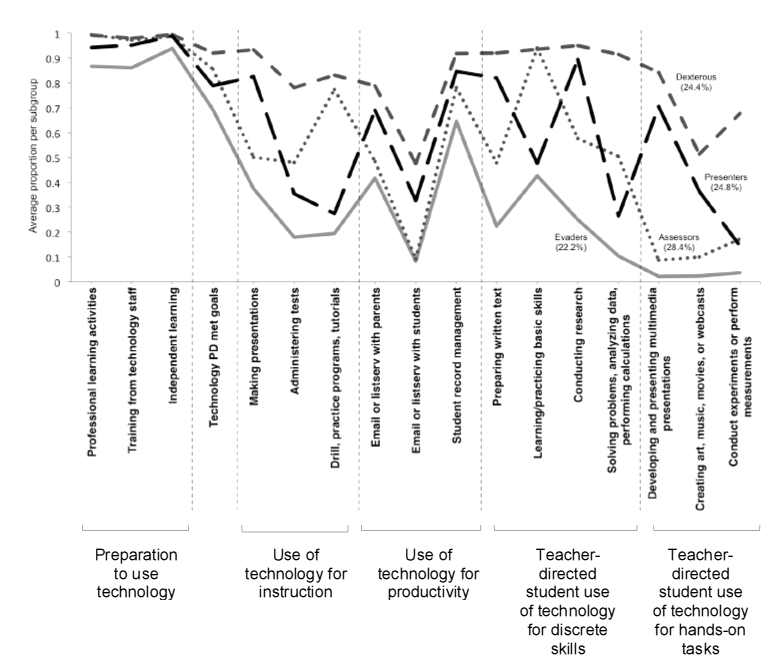 Average proportion per subgroup
1
0.9
0.8
0.7
0.6
0.5
0.4
0.3
0.2
0.1
0
Dexterous
(24.4%)
Presenters
(24.8%)
Evaders
(22.2%)
Assessors
(28.4%)
Professional learning activities
Training from technology staff
Independent learning
Technology PD met goals
Making presentations
Administering tests
Drill, practice programs, tutorials
Email or listserv with parents
Email or listserv with students
Student record management
Preparing written text
Learning/practicing basic skills
Conducting research
Solving problems, analyzing data,
performing calculations
Developing and presenting multimedia
presentations
Creating art, music, movies, or webcasts
Conduct experiments or perform
measurements
Preparation
to use
technology
Use of
technology for
instruction
Use of
technology for
productivity
Teacher-
directed
student use
of technology
for discrete
skills
Teacher-
directed
student use
of technology
for hands-on
tasks